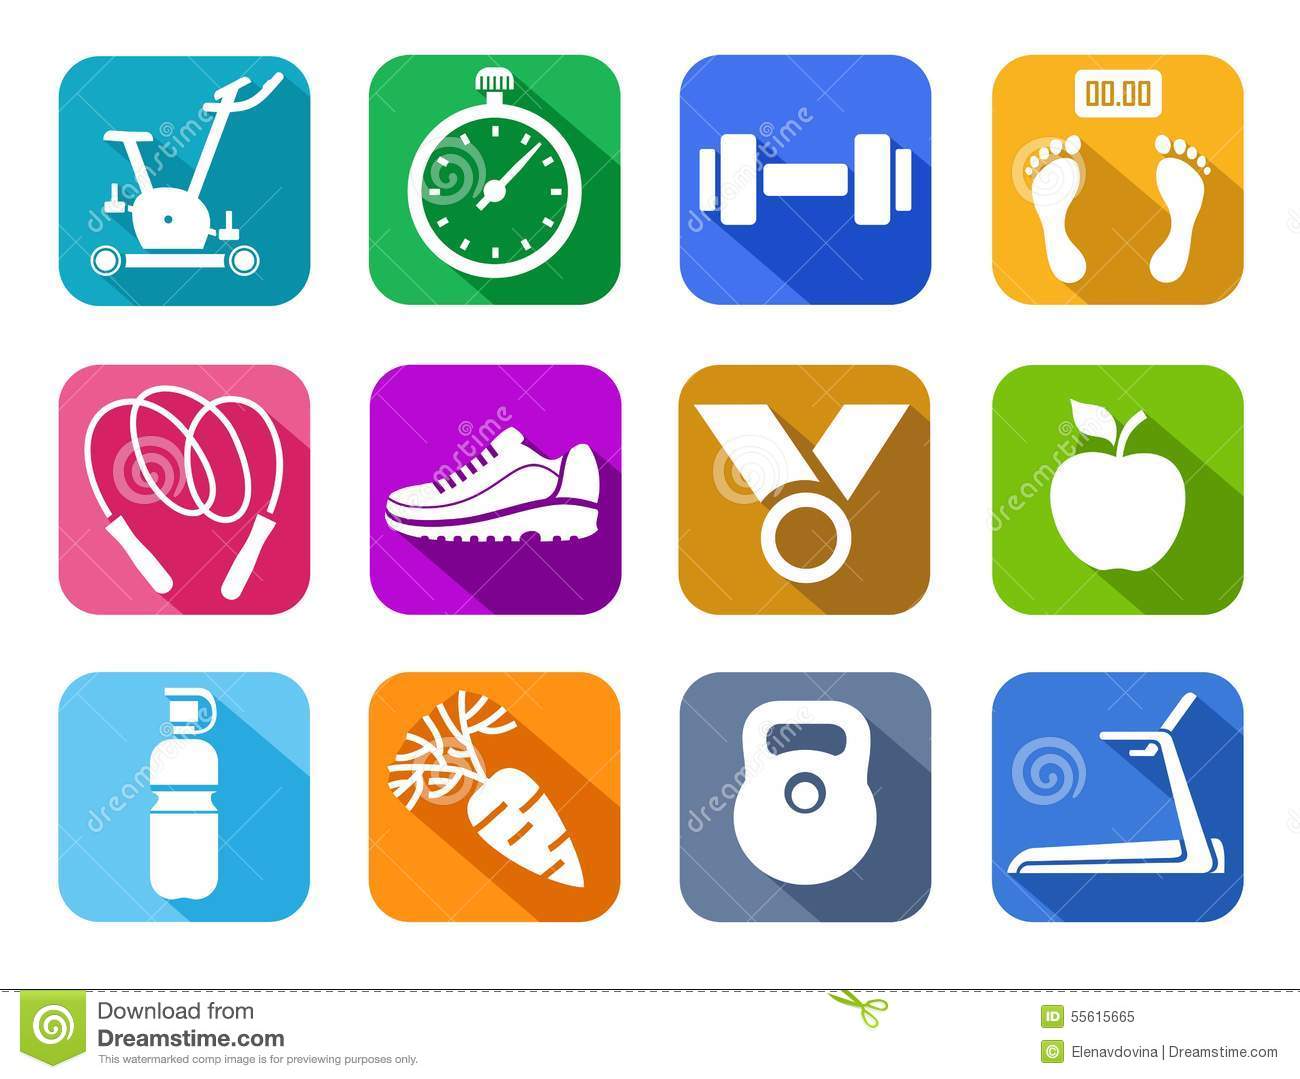 00.00
Download from
Dreamstime.com
This watermarked comp image is for previewing purposes only.
ID 55615665
© Elenavdovina | Dreamstime.com